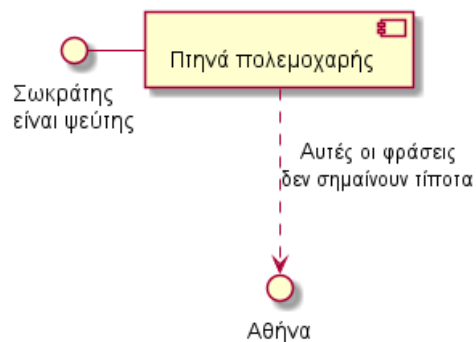 Πτηνά πολεμοχαρής
Σωκράτης
είναι ψεύτης
Αυτές οι φράσεις
δεν σημαίνουν τίποτα
Αθήνα